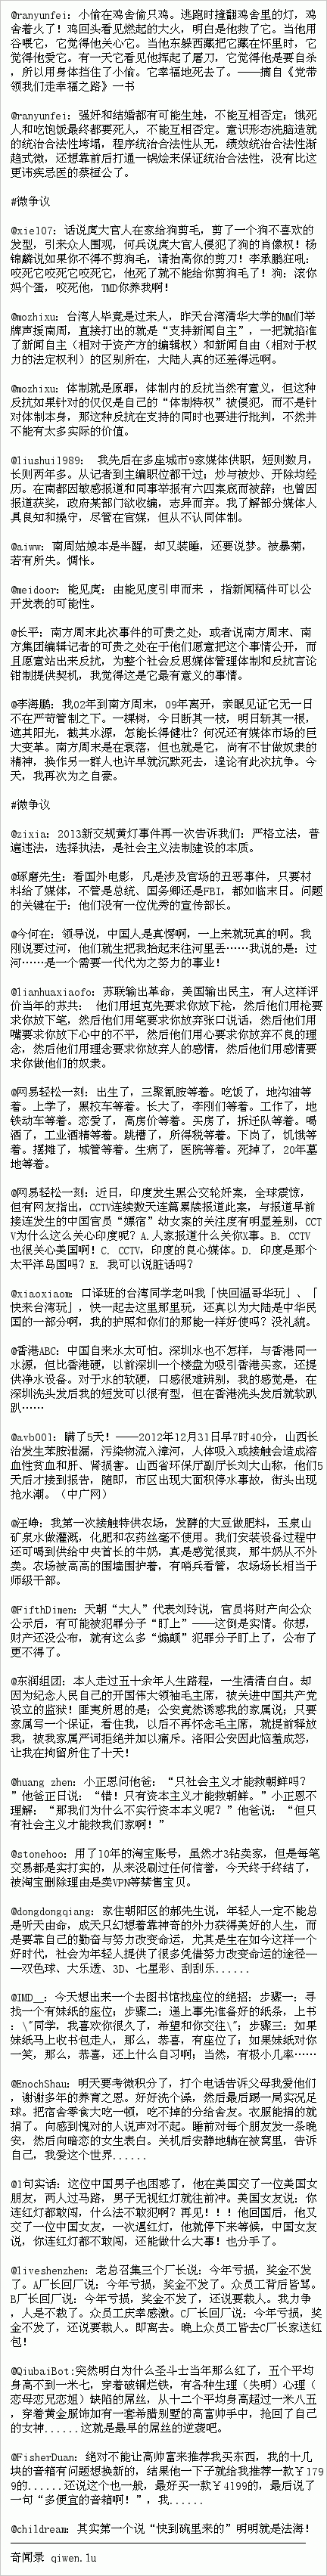 @ranyunfei: 小偷在鸡舍偷只鸡。逃跑时撞翻鸡舍里的灯，鸡
舍着火了！鸡回头看见燃起的大火，明白是他救了它。当他用
谷喂它，它觉得他关心它。当他东躲西藏把它藏在怀里时，它
觉得他爱它。有一天它看见他挥起了屠刀，它觉得他是要自杀
，所以用身体挡住了小偷。它幸福地死去了。——摘自《党带
领我们走幸福之路》一书
@ranyunfei: 强奸和结婚都有可能生娃，不能互相否定；饿死
人和吃饱饭最终都要死人，不能互相否定。意识形态洗脑造就
的统治合法性垮塌，程序统治合法性从无，绩效统治合法性渐
趋式微，还想靠前后打通一锅烩来保证统治合法性，没有比这
更讳疾忌医的蔡桓公了。
#微争议
@xie107: 话说虞大官人在家给狗剪毛，剪了一个狗不喜欢的
发型，引来众人围观，何兵说虞大官人侵犯了狗的肖像权！杨
锦麟说如果你不得不剪狗毛，请抬高你的剪刀！李承鹏狂吼：
咬死它咬死它咬死它，他死了就不能给你剪狗毛了！狗：滚你
妈个蛋，咬死他，TMD你养我啊！
@mozhixu: 台湾人毕竟是过来人，昨天台湾清华大学的MM们举
牌声援南周，直接打出的就是“支持新闻自主”，一把就掐准
了新闻自主（相对于资产方的编辑权）和新闻自由（相对于权
力的法定权利）的区别所在，大陆人真的还差得远啊。
@mozhixu: 体制就是原罪，体制内的反抗当然有意义，但这种
反抗如果针对的仅仅是自己的“体制特权”被侵犯，而不是针
对体制本身，那这种反抗在支持的同时也要进行批判，不然并
不能有太多实际的价值。
@liushui1989:  我先后在多座城市9家媒体供职，短则数月，
长则两年多。从记者到主编职位都干过；炒与被炒、开除均经
历。在南都因敏感报道和同事举报有六四案底而被辞；也曾因
报道获奖，政府某部门欲收编，志异而弃。我了解部分媒体人
具良知和操守，尽管在官媒，但从不认同体制。
@aiww: 南周姑娘本是半醒，却又装睡，还要说梦。被暴菊，
若有所失。惆怅。
@meidoor: 能见度：由能见度引申而来 ，指新闻稿件可以公
开发表的可能性。
@长平: 南方周末此次事件的可贵之处，或者说南方周末、南
方集团编辑记者的可贵之处在于他们愿意把这个事情公开，而
且愿意站出来反抗，为整个社会反思媒体管理体制和反抗言论
钳制提供契机，我觉得这是它最有意义的事情。
@李海鹏: 我02年到南方周末，09年离开，亲眼见证它无一日
不在严苛管制之下。一棵树，今日断其一枝，明日斩其一根，
遮其阳光，截其水源，怎能长得健壮？何况还有媒体市场的巨
大变革。南方周末是在衰落，但也就是它，尚有不甘做奴隶的
精神，换作另一群人也许早就沉默死去，遑论有此次抗争。今
天，我再次为之自豪。
#微争议
@zixia: 2013新交规黄灯事件再一次告诉我们：严格立法，普
遍违法，选择执法，是社会主义法制建设的本质。
@琢磨先生: 看国外电影，凡是涉及官场的丑恶事件，只要材
料给了媒体，不管是总统、国务卿还是FBI，都如临末日。问题
的关键在于：他们没有一位优秀的宣传部长。
@今何在: 领导说，中国人是真愣啊，一上来就玩真的啊。我
刚说要过河，他们就生把我抬起来往河里丢……我说的是：过
河……是一个需要一代代为之努力的事业！
@lianhuaxiaofo: 苏联输出革命，美国输出民主，有人这样评
价当年的苏共：  他们用坦克先要求你放下枪，然后他们用枪要
求你放下笔，然后他们用笔要求你放弃张口说话，然后他们用
嘴要求你放下心中的不平，然后他们用心要求你放弃不良的理
念，然后他们用理念要求你放弃人的感情，然后他们用感情要
求你做他们的奴隶。
@网易轻松一刻: 出生了，三聚氰胺等着。吃饭了，地沟油等
着。上学了，黑校车等着。长大了，李刚们等着。工作了，地
铁动车等着。恋爱了，高房价等着。买房了，拆迁队等着。喝
酒了，工业酒精等着。跳槽了，所得税等着。下岗了，饥饿等
着。摆摊了，城管等着。生病了，医院等着。死掉了，20年墓
地等着。
@网易轻松一刻: 近日，印度发生黑公交轮奸案，全球震惊，
但有网友指出，CCTV连续数天连篇累牍报道此案，与报道早前
接连发生的中国官员“嫖宿”幼女案的关注度有明显差别，CCT
V为什么这么关心印度呢？A.人家报道什么关你X事。B. CCTV
也很关心美国啊！C. CCTV，印度的良心媒体。D. 印度是那个
太平洋岛国吗？E. 我可以说脏话吗？
@xiaoxiaom: 口译班的台湾同学老叫我「快回温哥华玩」、「
快来台湾玩」，快一起去这里那里玩，还真以为大陆是中华民
国的一部分啊，我的护照和你们的那能一样好使吗？没礼貌。
@香港ABC: 中国自来水太可怕。深圳水也不怎样，与香港同一
水源，但比香港硬，以前深圳一个楼盘为吸引香港买家，还提
供净水设备。对于水的软硬，口感很难辨别，我的感觉是，在
深圳洗头发后我的短发可以很有型，但在香港洗头发后就软趴
趴……
@avb001: 瞒了5天！——2012年12月31日早7时40分，山西长
治发生苯胺泄漏，污染物流入漳河，人体吸入或接触会造成溶
血性贫血和肝、肾损害。山西省环保厅副厅长刘大山称，他们5
天后才接到报告，随即，市区出现大面积停水事故，街头出现
抢水潮。（中广网）
@汪峥: 我第一次接触特供农场，发酵的大豆做肥料，玉泉山
矿泉水做灌溉，化肥和农药丝毫不使用。我们安装设备过程中
还可喝到供给中央首长的牛奶，真是感觉很爽，那牛奶从不外
卖。农场被高高的围墙围护着，有哨兵看管，农场场长相当于
师级干部。
@FifthDimen: 天朝“大人”代表刘玲说，官员将财产向公众
公示后，有可能被犯罪分子“盯上”——这倒是实情。你想，
财产还没公布，就有这么多“媰颠”犯罪分子盯上了，公布了
更不得了。
@东润组团: 本人走过五十余年人生路程，一生清清白白。却
因为纪念人民自己的开国伟大领袖毛主席，被关进中国共产党
设立的监狱！匪夷所思的是：公安竟然诱惑我的家属说：只要
家属写一个保证，看住我，以后不再怀念毛主席，就提前释放
我，被我家属严词拒绝并加以痛斥。洛阳公安因此恼羞成怒，
让我在拘留所住了十天！
@huang zhen: 小正恩问他爸：“只社会主义才能救朝鲜吗？
”他爸正日说：“错！只有资本主义才能救朝鲜。”小正恩不
理解：“那我们为什么不实行资本本义呢？”他爸说：“但只
有社会主义才能救我们家啊！”
@stonehoo: 用了10年的淘宝账号，虽然才3钻卖家，但是每笔
交易都是实打实的，从来没刷过任何信誉，今天终于终结了，
被淘宝删除理由是卖VPN等禁售宝贝。
@dongdongqiang: 家住朝阳区的郝先生说，年轻人一定不能总
是听天由命，成天只幻想着靠神奇的外力获得美好的人生，而
是要靠自己的勤奋与努力改变命运，尤其是生在如今这样一个
好时代，社会为年轻人提供了很多凭借努力改变命运的途径—
—双色球、大乐透、3D、七星彩、刮刮乐......
@IMD__: 今天想出来一个去图书馆找座位的绝招：步骤一：寻
找一个有妹纸的座位；步骤二：递上事先准备好的纸条，上书
：\"同学，我喜欢你很久了，希望和你交往\"；步骤三：如果
妹纸马上收书包走人，那么，恭喜，有座位了；如果妹纸对你
一笑，那么，恭喜，还上什么自习啊；当然，有极小几率……
@EnochShau: 明天要考微积分了，打个电话告诉父母我爱他们
，谢谢多年的养育之恩。好好洗个澡，然后最后踢一局实况足
球。把宿舍零食大吃一顿，吃不掉的分给舍友。衣服能捐的就
捐了。向感到愧对的人说声对不起。睡前对每个朋友发一条晚
安，然后向暗恋的女生表白。关机后安静地躺在被窝里，告诉
自己，我爱这个世界......
@1句实话: 这位中国男子也困惑了，他在美国交了一位美国女
朋友，两人过马路，男子无视红灯就往前冲。美国女友说：你
连红灯都敢闯，什么法不敢犯啊？再见！！！他回国后，他又
交了一位中国女友，一次遇红灯，他就停下来等候，中国女友
说，你连红灯都不敢闯，还能做什么大事！也分手了。
@liveshenzhen: 老总召集三个厂长说：今年亏损，奖金不发
了。A厂长回厂说：今年亏损，奖金不发了。众员工背后皆骂。
B厂长回厂说：今年亏损，奖金不发了，还说要裁人。我力争
，人是不裁了。众员工庆幸感激。C厂长回厂说：今年亏损，奖
金不发了，还说要裁人。即离去。晚上众员工皆去C厂长家送红
包！
@QiubaiBot:突然明白为什么圣斗士当年那么红了，五个平均
身高不到一米七，穿着破铜烂铁，有各种生理（失明）心理（
恋母恋兄恋姐）缺陷的屌丝，从十二个平均身高超过一米八五
，穿着黄金服饰加有一套希腊别墅的高富帅手中，抢回了自己
的女神......这就是最早的屌丝的逆袭吧。
@FisherDuan: 绝对不能让高帅富来推荐我买东西，我的十几
块的音箱有问题想换新的，结果他一下子就给我推荐一款￥179
9的......还说这个也一般，最好买一款￥4199的，最后说了
一句“多便宜的音箱啊！”，我......
@childream: 其实第一个说“快到碗里来的”明明就是法海！
奇闻录 qiwen.lu